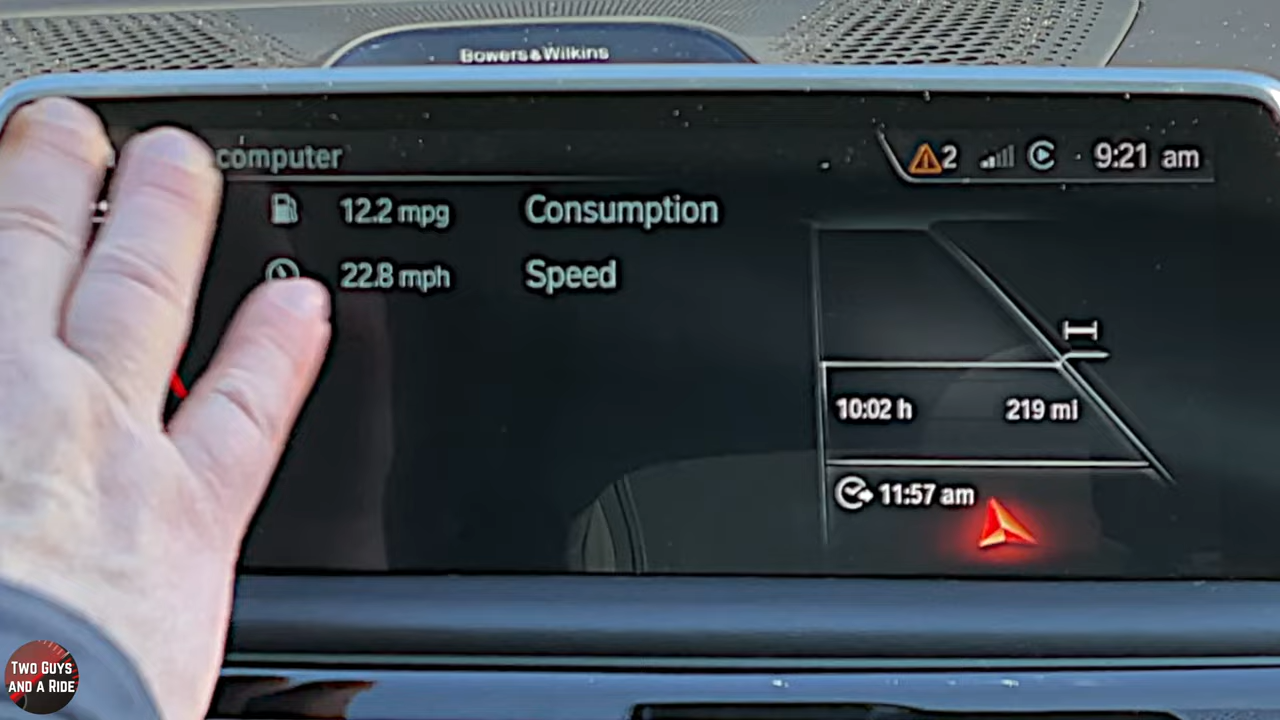 Bowers & Wilkins
computer
2
9:21 am
12.2 mpg Consumption
22.8 mph Speed
10:02 h 219 mi
11:57 am
TWO GUYS
AND A RIDE